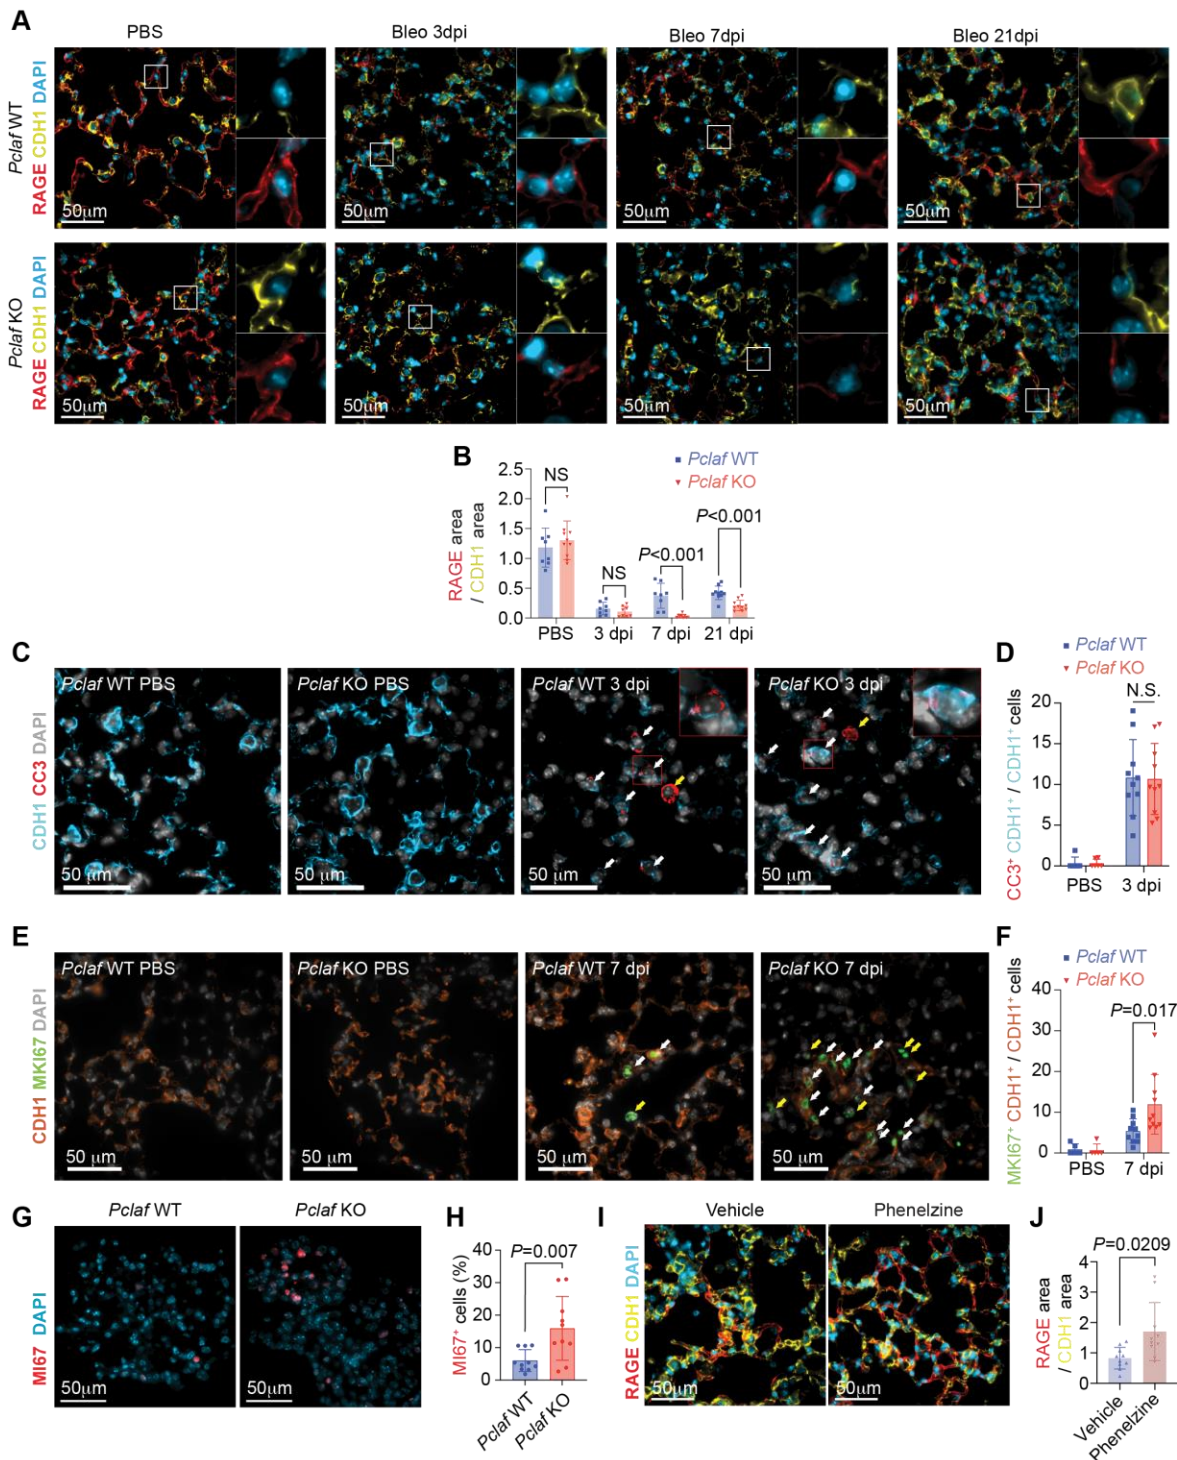 A
PBS
Bleo 3dpi
Bleo 7dpi
Bleo 21dpi
Pclaf WT
RAGE CDH1 DAPI
50µm
50µm
50µm
50µm
Pclaf KO
RAGE CDH1 DAPI
50µm
50µm
50µm
50µm
B
Pclaf WT
Pclaf KO
RAGE area
/ CDH1 area
2.5
2.0
1.5
1.0
0.5
0.0
NS
NS
P<0.001
P<0.001
PBS
3 dpi
7 dpi
21 dpi
C
CDH1 CC3 DAPI
Pclaf WT PBS
Pclaf KO PBS
Pclaf WT 3 dpi
Pclaf KO 3 dpi
50 µm
50 µm
50 µm
50 µm
D
Pclaf WT
Pclaf KO
CC3+ CDH1+ / CDH1+ cells
20
15
10
5
0
N.S.
PBS
3 dpi
E
CDH1 MKI67 DAPI
Pclaf WT PBS
Pclaf KO PBS
Pclaf WT 7 dpi
Pclaf KO 7 dpi
50 µm
50 µm
50 µm
50 µm
F
Pclaf WT
Pclaf KO
MKI67+ CDH1+ / CDH1+ cells
40
30
20
10
0
P=0.017
PBS
7 dpi
G
Pclaf WT
Pclaf KO
MI67 DAPI
50µm
50µm
H
MI67+ cells (%)
40
30
20
10
0
P=0.007
Pclaf WT
Pclaf KO
I
Vehicle
Phenelzine
RAGE CDH1 DAPI
50µm
50µm
J
P=0.0209
RAGE area
/ CDH1 area
4
3
2
1
0
Vehicle
Phenelzine